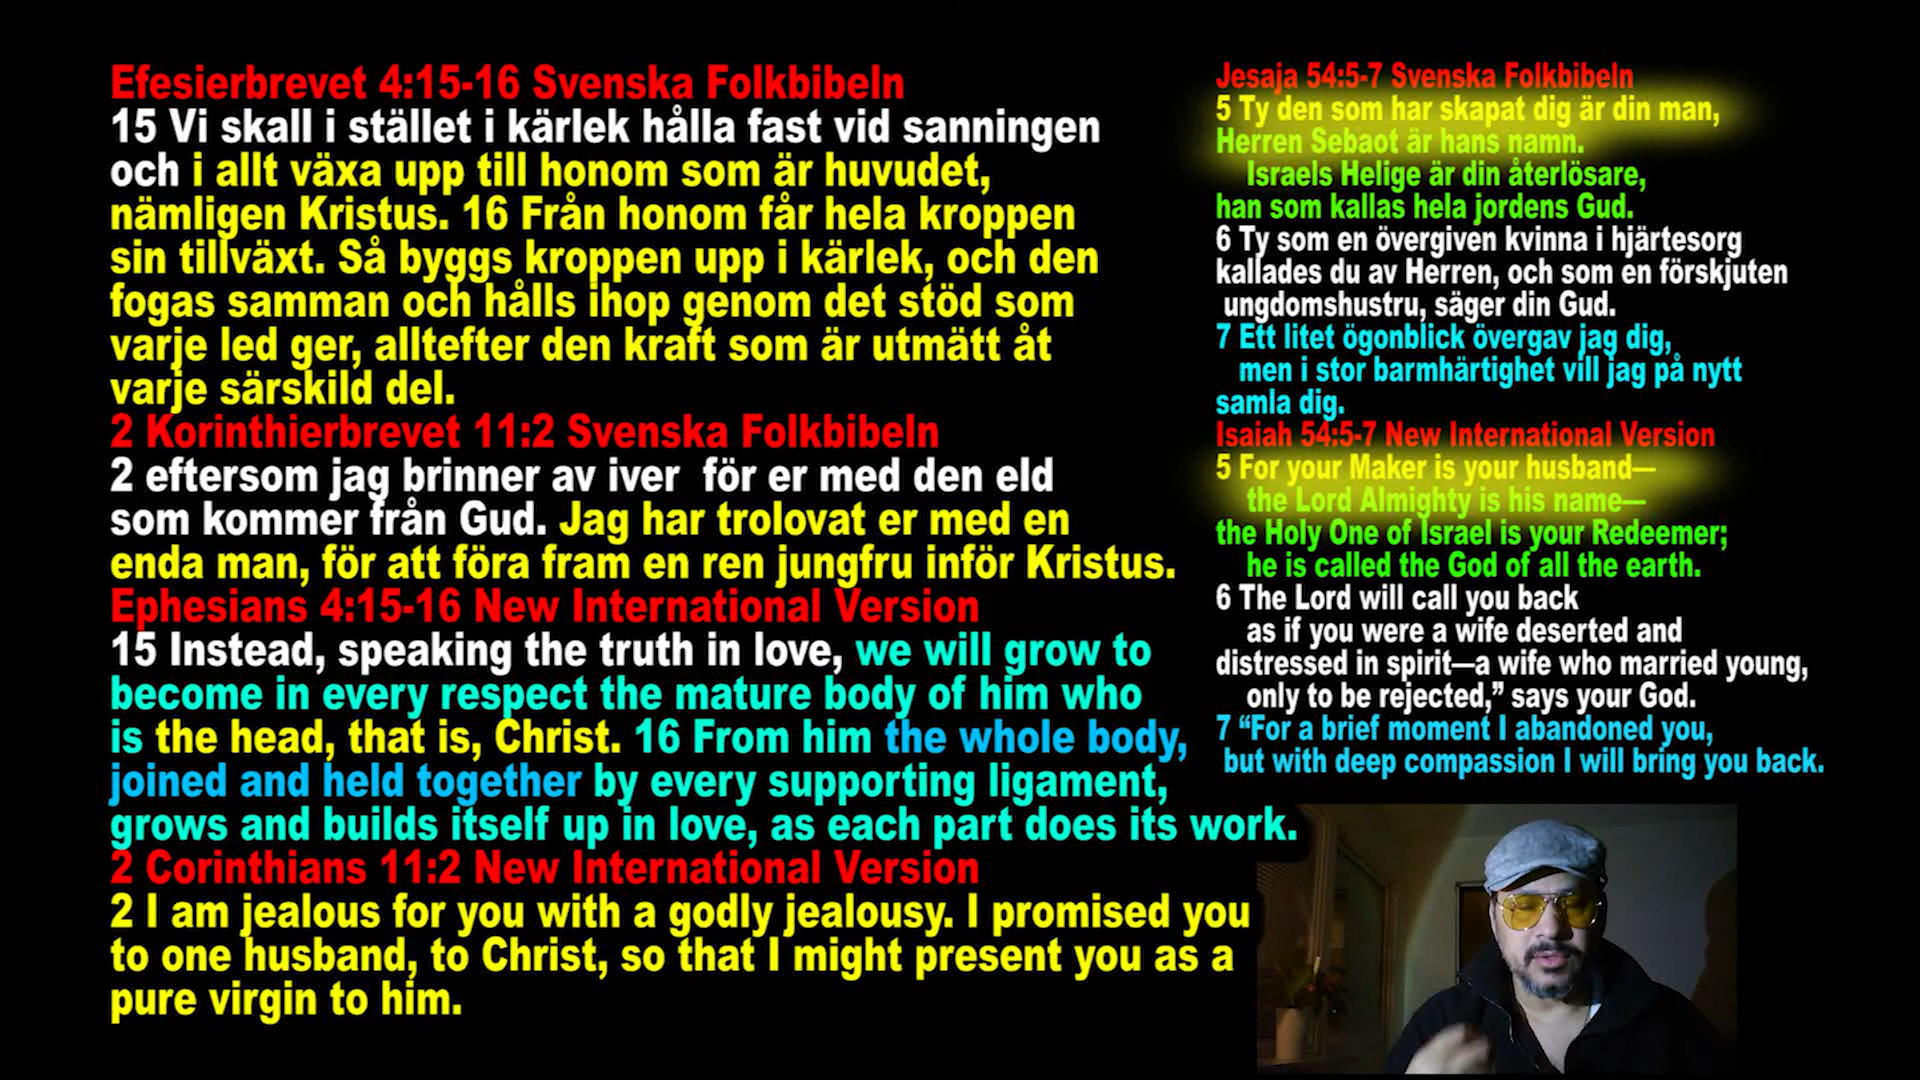 Efesierbrevet 4:15-16 Svenska Folkbibeln
15 Vi skall i stället i kärlek hålla fast vid sanningen
och i allt växa upp till honom som är huvudet,
nämligen Kristus. 16 Från honom får hela kroppen
sin tillväxt. Så byggs kroppen upp i kärlek, och den
fogas samman och hålls ihop genom det stöd som
varje led ger, alltefter den kraft som är utmätt åt
varje särskild del.
2 Korinthierbrevet 11:2 Svenska Folkbibeln
2 eftersom jag brinner av iver  för er med den eld
som kommer från Gud. Jag har trolovat er med en
enda man, för att föra fram en ren jungfru inför Kristus.
Ephesians 4:15-16 New International Version
15 Instead, speaking the truth in love, we will grow to
become in every respect the mature body of him who
is the head, that is, Christ. 16 From him the whole body,
joined and held together by every supporting ligament,
grows and builds itself up in love, as each part does its work.
2 Corinthians 11:2 New International Version
2 I am jealous for you with a godly jealousy. I promised you
to one husband, to Christ, so that I might present you as a
pure virgin to him.
Jesaja 54:5-7 Svenska Folkbibeln
5 Ty den som har skapat dig är din man,
Herren Sebaot är hans namn.
Israels Helige är din återlösare,
han som kallas hela jordens Gud.
6 Ty som en övergiven kvinna i hjärtesorg
kallades du av Herren, och som en förskjuten
ungdomshustru, säger din Gud.
7 Ett litet ögonblick övergav jag dig,
men i stor barmhärtighet vill jag på nytt
samla dig.
Isaiah 54:5-7 New International Version
5 For your Maker is your husband—
the Lord Almighty is his name—
the Holy One of Israel is your Redeemer;
he is called the God of all the earth.
6 The Lord will call you back
as if you were a wife deserted and
distressed in spirit—a wife who married young,
only to be rejected,” says your God.
7 “For a brief moment I abandoned you,
but with deep compassion I will bring you back.